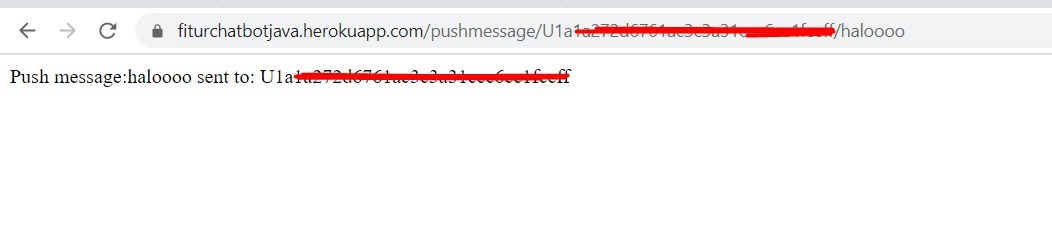 fiturchatbotjava.herokuapp.com/pushmessage/U1a /haloooo
Push message:haloooo sent to: U1a